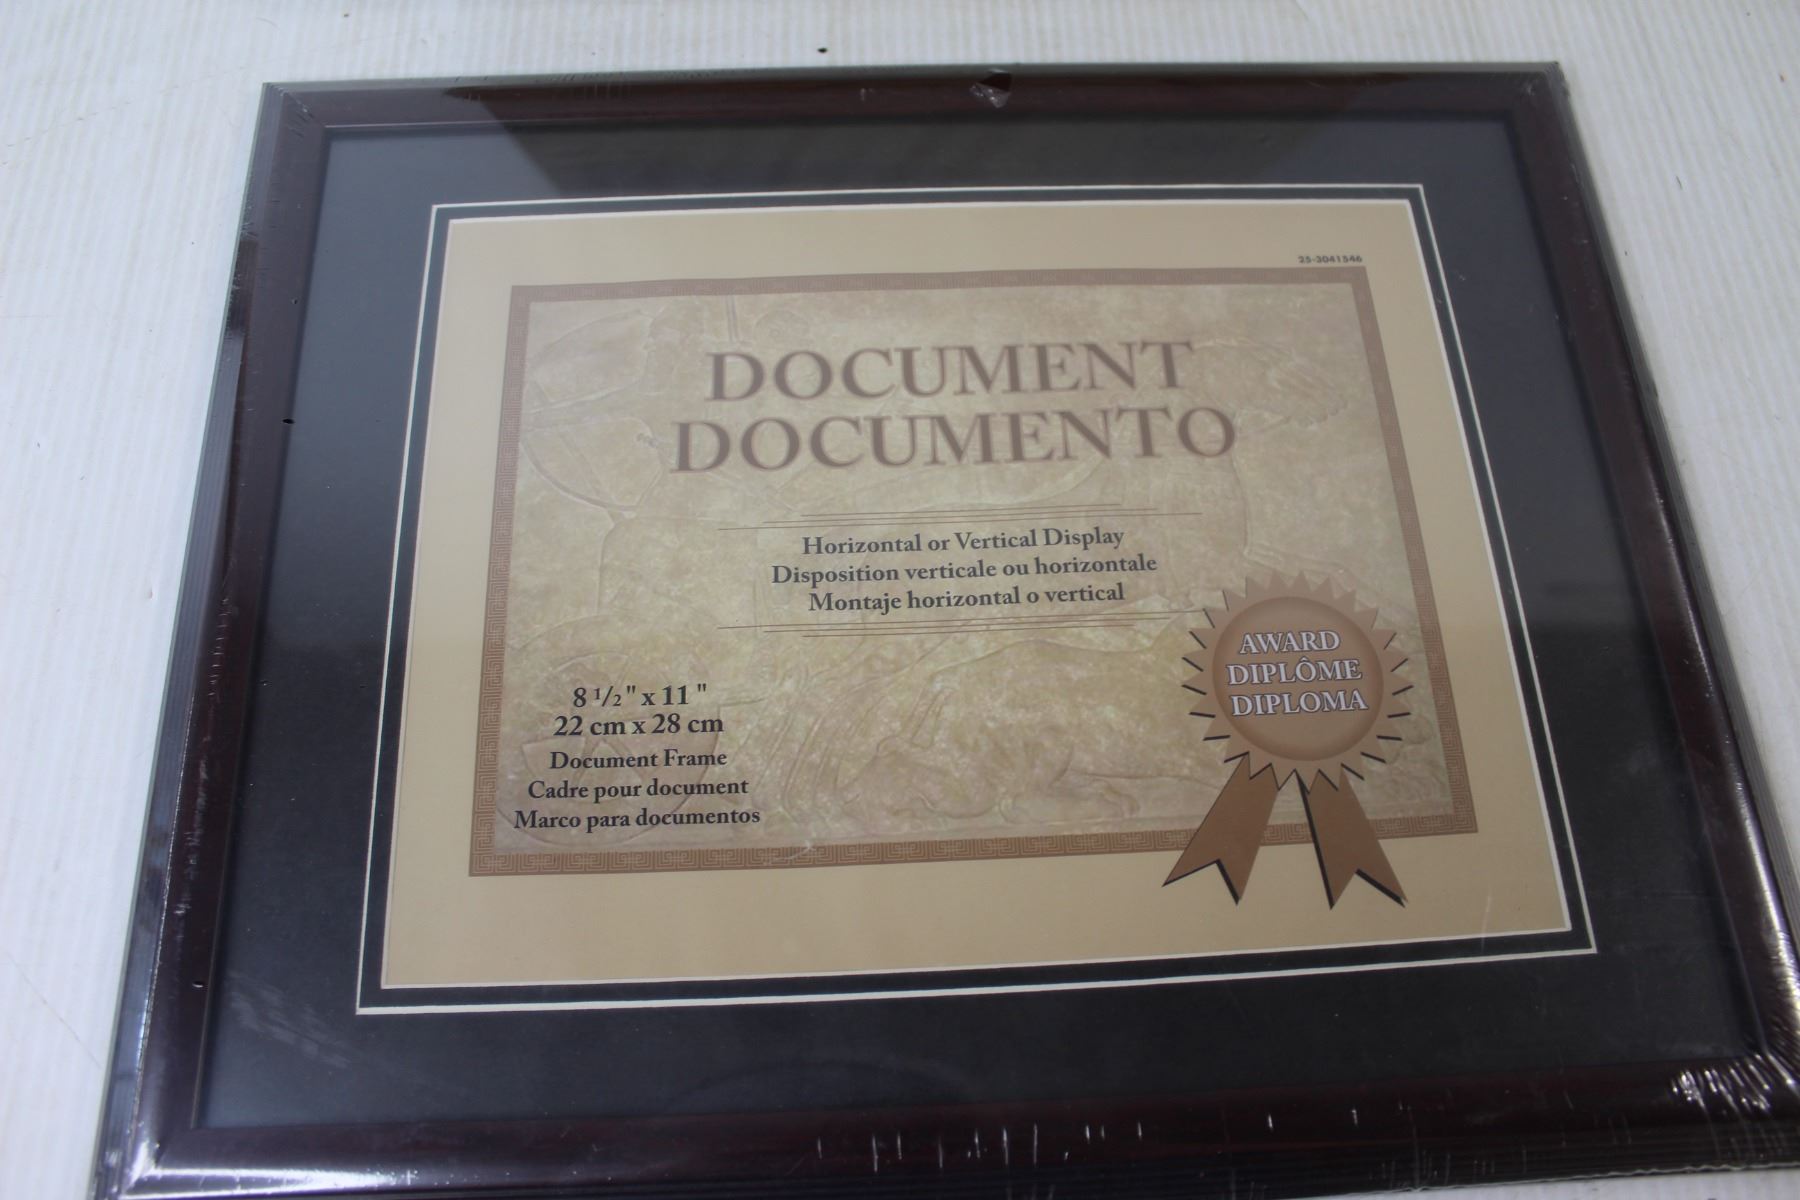 25-3041546
DOCUMENT
DOCUMENTO
Horizontal or Vertical Display
Disposition verticale ou horizontale
Montaje horizontal o vertical
8 1/2" x 11 "
22 cm x 28 cm
Document Frame
Cadre pour document
Marco para documentos
AWARD
DIPLÔME
DIPLOMA